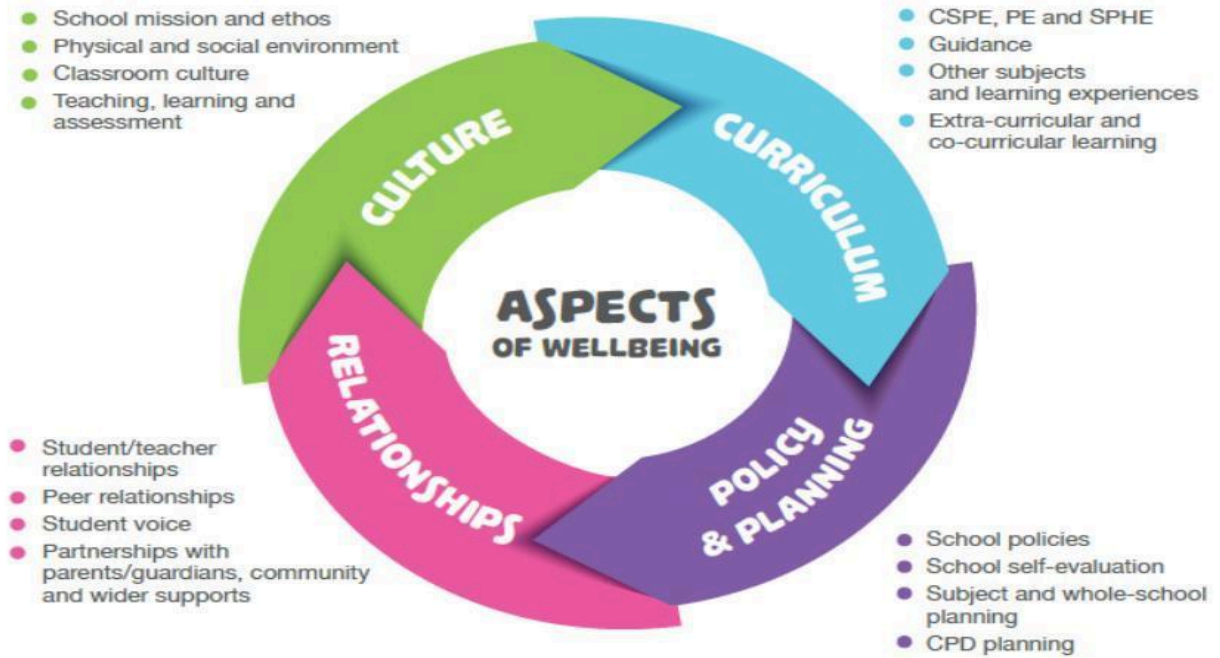 School mission and ethos
Physical and social environment
Classroom culture
Teaching, learning and
assessment
CULTURE
CSPE, PE and SPHE
Guidance
Other subjects
and learning experiences
Extra-curricular and
co-curricular learning
CURRICULUM
ASPECTS
OF WELLBEING
RELATIONSHIPS
Student/teacher
relationships
Peer relationships
Student voice
Partnerships with
parents/guardians, community
and wider supports
POLICY
& PLANNING
School policies
School self-evaluation
Subject and whole-school
planning
CPD planning